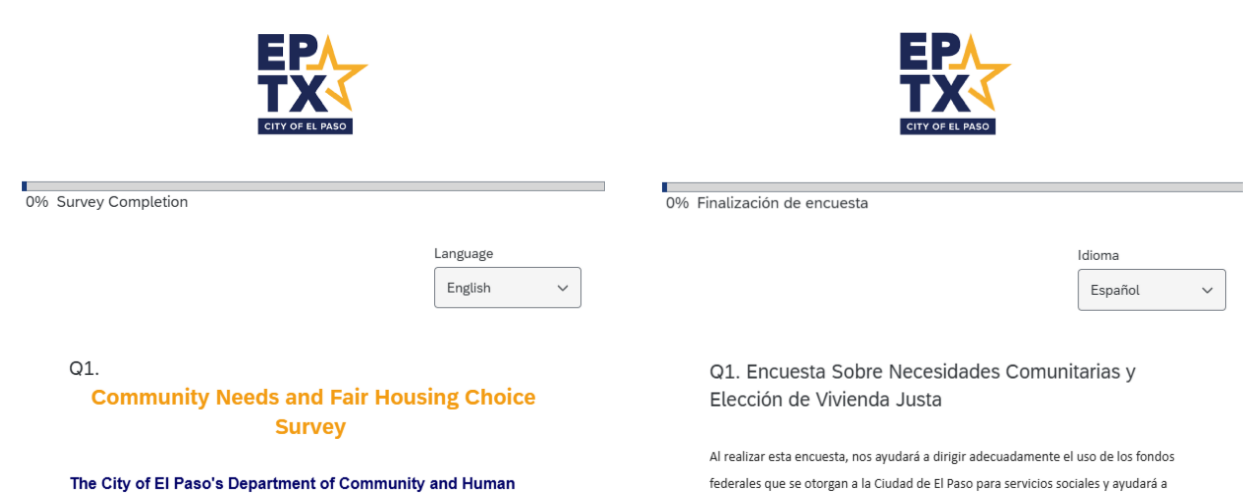 EP
TX
CITY OF EL PASO
0% Survey Completion
Language
English
Q1.
Community Needs and Fair Housing Choice
Survey
The City of El Paso's Department of Community and Human
EP
TX
CITY OF EL PASO
0% Finalización de encuesta
Idioma
Español
Q1. Encuesta Sobre Necesidades Comunitarias y
Elección de Vivienda Justa
Al realizar esta encuesta, nos ayudará a dirigir adecuadamente el uso de los fondos
federales que se otorgan a la Ciudad de El Paso para servicios sociales y ayudará a